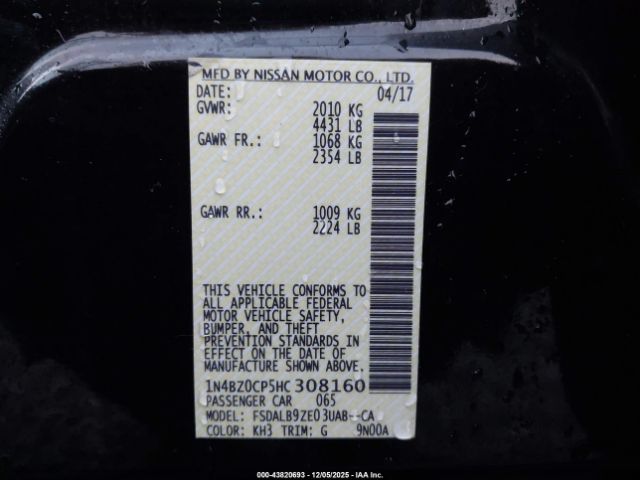 MFD BY NISSAN MOTOR CO., LTD.
DATE: 04/17
GVWR: 2010 KG
4431 LB
GAWR FR.: 1068 KG
2354 LB
GAWR RR.: 1009 KG
2224 LB
THIS VEHICLE CONFORMS TO
ALL APPLICABLE FEDERAL
MOTOR VEHICLE SAFETY,
BUMPER, AND THEFT
PREVENTION STANDARDS IN
EFFECT ON THE DATE OF
MANUFACTURE SHOWN ABOVE.
1N4BZ0CP5HC308160
PASSENGER CAR 065
MODEL: FSDALB9ZE03UAB--CA
COLOR: KH3 TRIM: G 9N00A
000-43820693 - 12/05/2025 - IAA Inc.